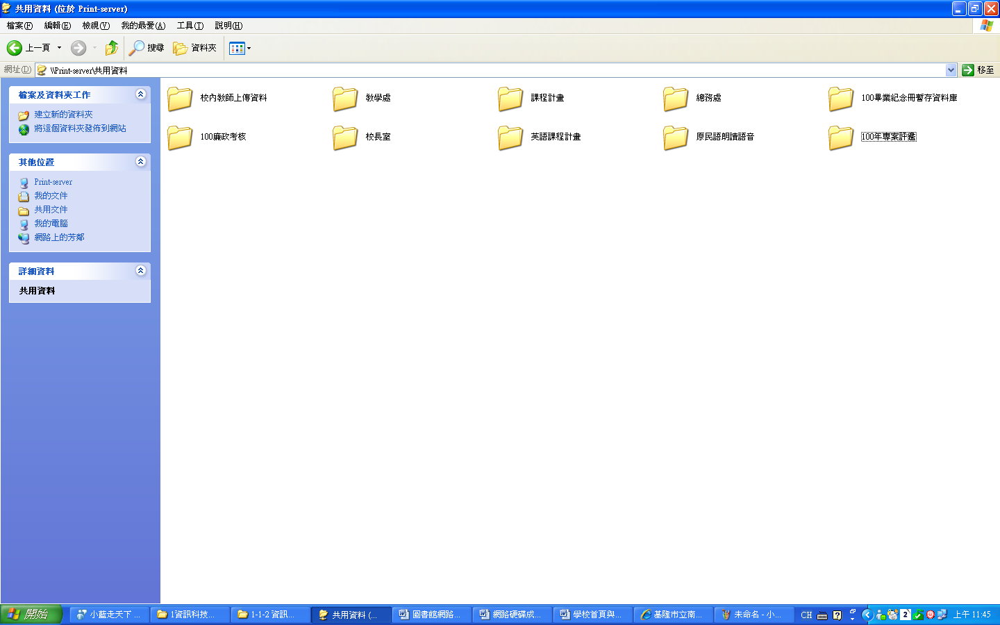 共用資料 (位於 Print-server)
檔案(F) 編輯(E) 檢視(V) 我的最愛(A) 工具(T) 說明(H)
上一頁 搜尋 資料夾
網址(D) \\Print-server\共用資料 移至
檔案及資料夾工作
建立新的資料夾
將這個資料夾發佈到網站
其他位置
Print-server
我的文件
共用文件
我的電腦
網路上的芳鄰
詳細資料
共用資料
校內教師上傳資料 教學處 課程計畫 總務處 100畢業紀念冊暫存資料庫
100廉政考核 校長室 英語課程計畫 原民語朗讀語音 100年專案評鑑
開始 小藍走天下 ... 1資訊科技... 1-1-2 資訊... 共用資料 (... 圖書館網路... 網路硬碟成... 學校首頁與... 基隆市立南... 未命名 - 小... CH 2 上午 11:45